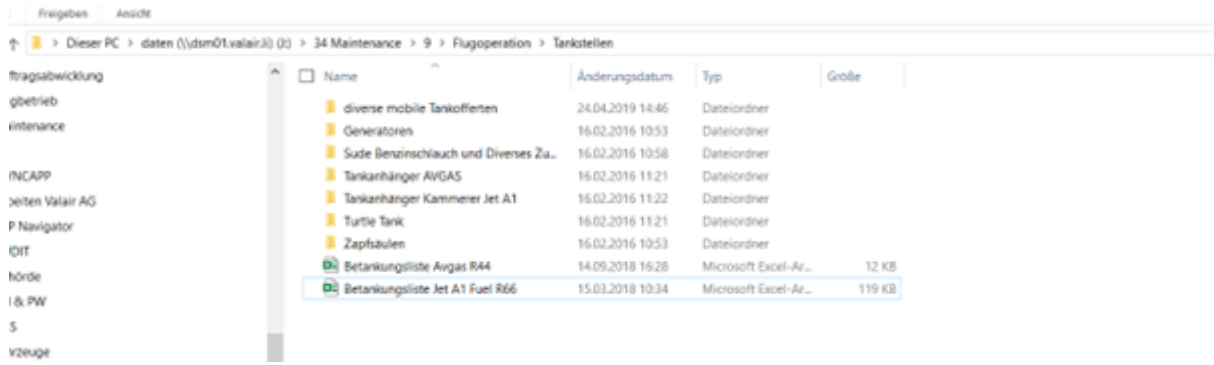 Freigeben Ansicht
> Dieser PC > daten (\\dsm01.valair.li) (J:) > 34 Maintenance > 9 > Flugoperation > Tankstellen
ftragsabwicklung
Name Änderungsdatum Typ Größe
gbetrieb
diverse mobile Tankofferten 24.04.2019 14:46 Dateiordner
intenance
Generatoren 16.02.2016 10:53 Dateiordner
Sude Benzinschlauch und Diverses Zu... 16.02.2016 10:58 Dateiordner
YNCAPP
Tankanhänger AVGAS 16.02.2016 11:21 Dateiordner
beiten Valair AG
Tankanhänger Kammerer Jet A1 16.02.2016 11:22 Dateiordner
P Navigator
Turtle Tank 16.02.2016 11:21 Dateiordner
UDIT
Zapfsäulen 16.02.2016 10:53 Dateiordner
hörde
Betankungsliste Avgas R44 14.09.2018 16:28 Microsoft Excel-Ar... 12 KB
& PW
Betankungsliste Jet A1 Fuel R66 15.03.2018 10:34 Microsoft Excel-Ar... 119 KB
S
rzeuge